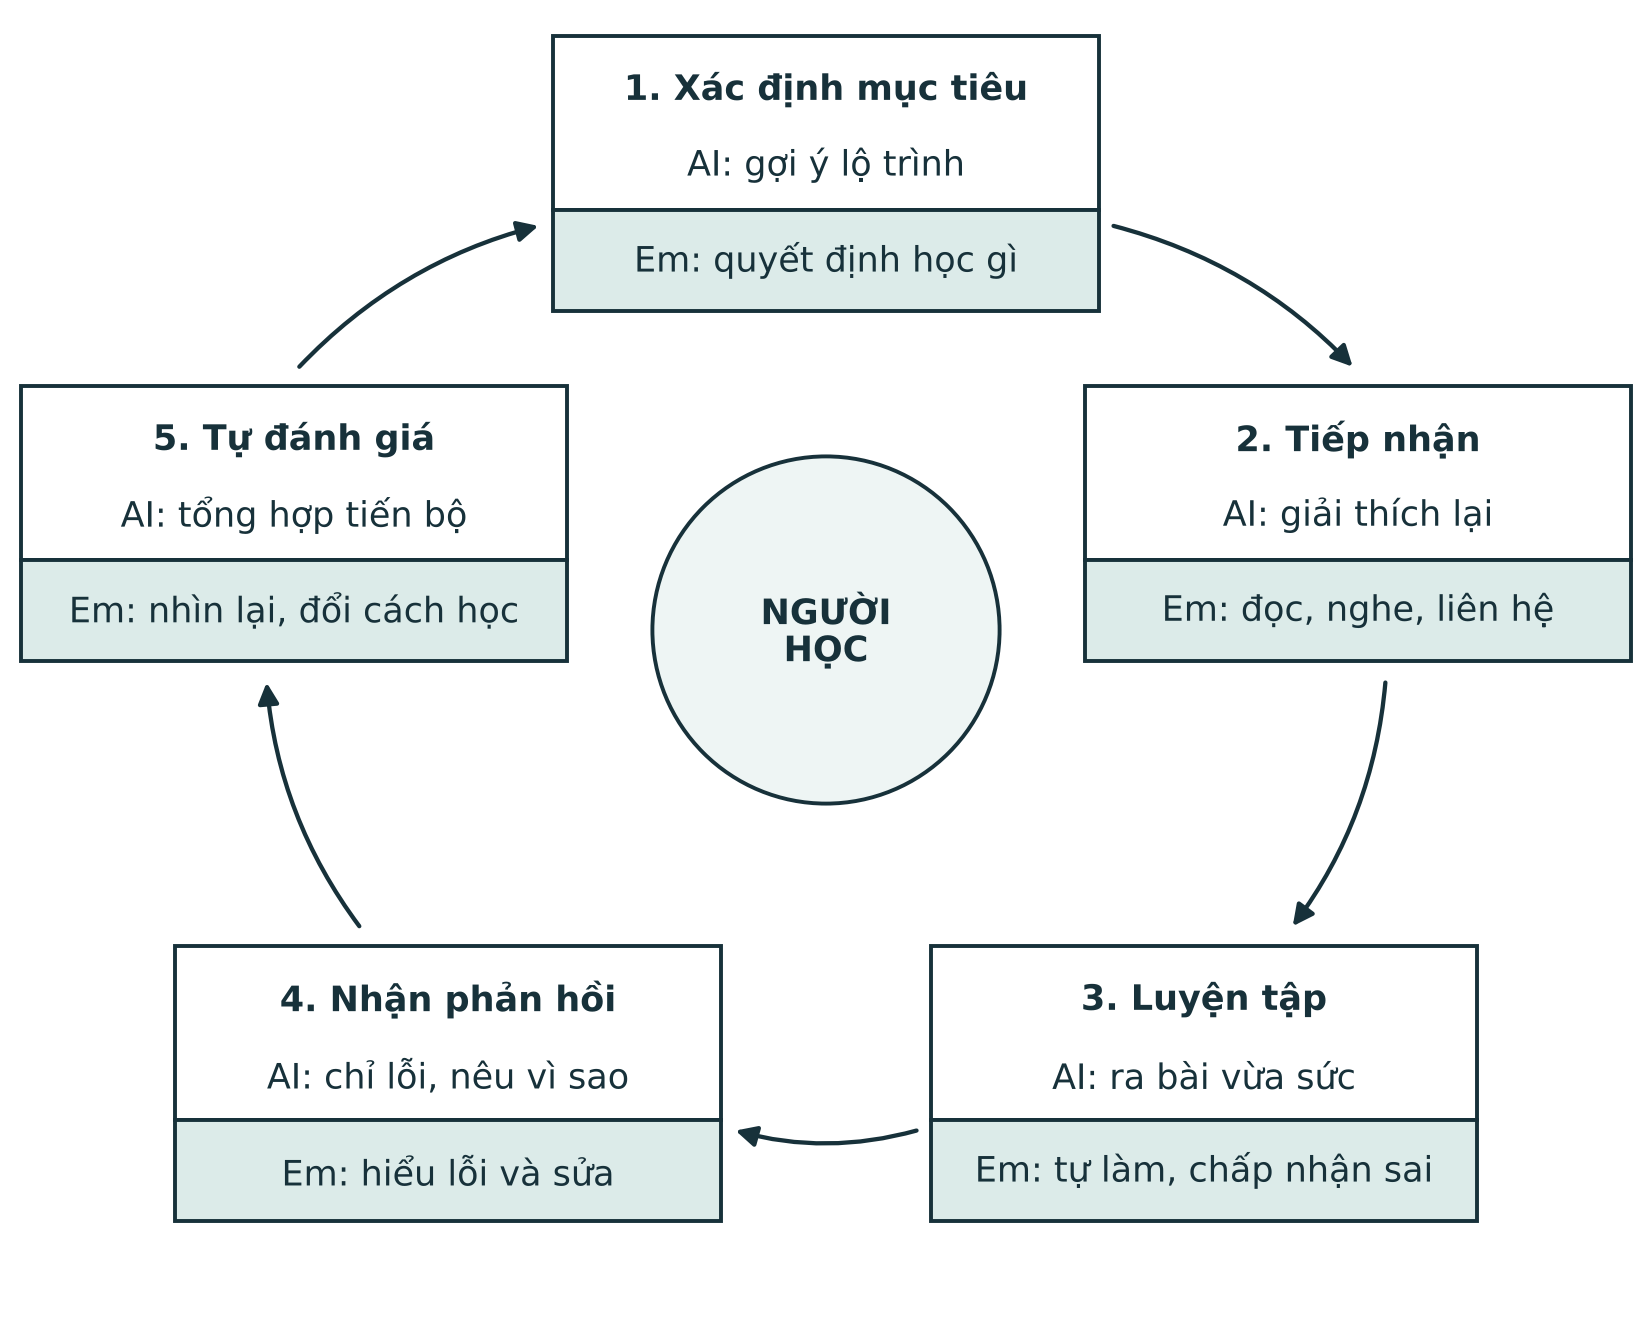 1. Xác định mục tiêu
AI: gợi ý lộ trình
Em: quyết định học gì
2. Tiếp nhận
AI: giải thích lại
Em: đọc, nghe, liên hệ
3. Luyện tập
AI: ra bài vừa sức
Em: tự làm, chấp nhận sai
4. Nhận phản hồi
AI: chỉ lỗi, nêu vì sao
Em: hiểu lỗi và sửa
5. Tự đánh giá
AI: tổng hợp tiến bộ
Em: nhìn lại, đổi cách học
NGƯỜI
HỌC